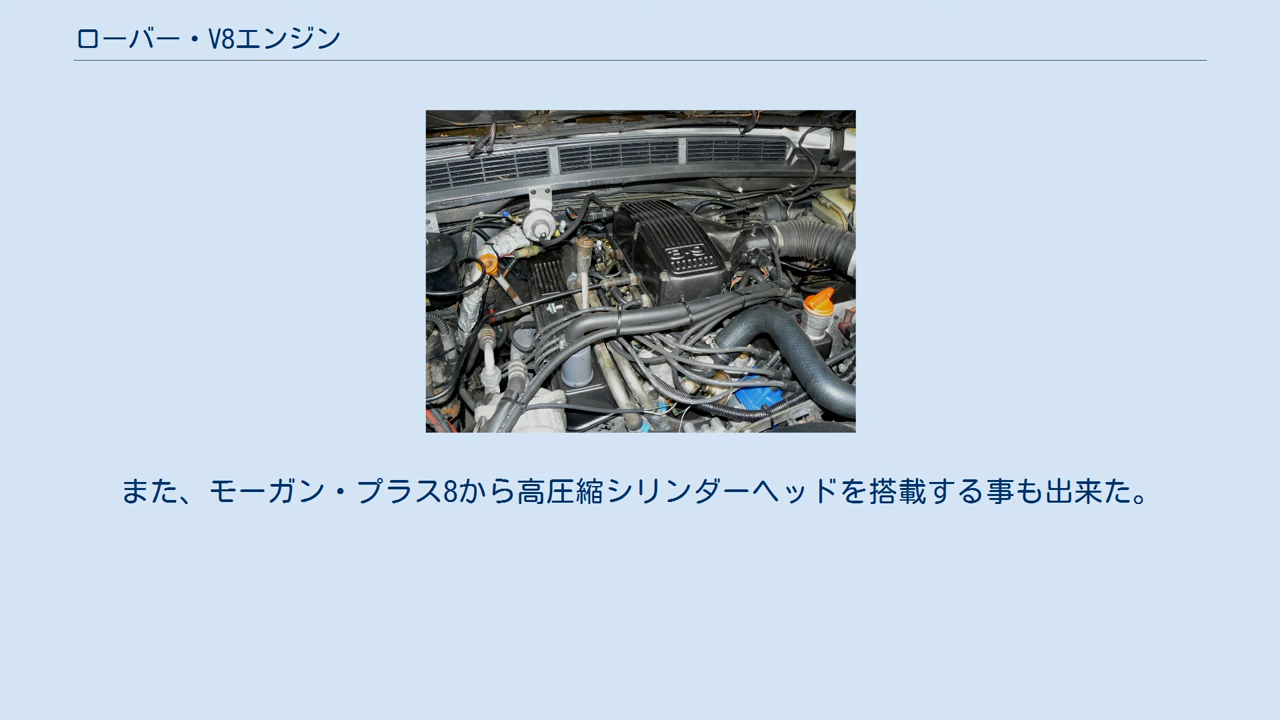 ローバー・V8エンジン
3.9
また、モーガン・プラス8から高圧縮シリンダーヘッドを搭載する事も出来た。